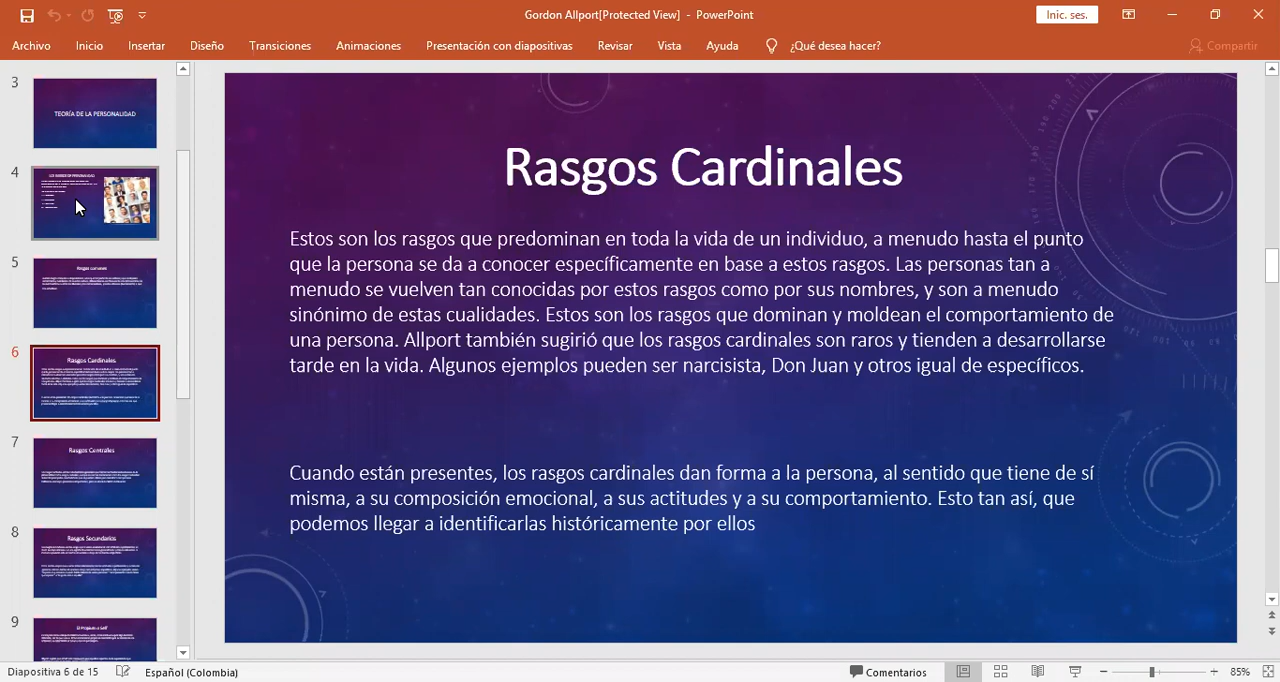 Gordon Allport[Protected View] - PowerPoint
Inic. ses.
Archivo Inicio Insertar Diseño Transiciones Animaciones Presentación con diapositivas Revisar Vista Ayuda ¿Qué desea hacer? Compartir
3
TEORÍA DE LA PERSONALIDAD
4
5
Rasgos comunes
6
Rasgos Cardinales
7
Rasgos Centrales
8
Rasgos Secundarios
9
Rasgos Cardinales
Estos son los rasgos que predominan en toda la vida de un individuo, a menudo hasta el punto
que la persona se da a conocer específicamente en base a estos rasgos. Las personas tan a
menudo se vuelven tan conocidas por estos rasgos como por sus nombres, y son a menudo
sinónimo de estas cualidades. Estos son los rasgos que dominan y moldean el comportamiento de
una persona. Allport también sugirió que los rasgos cardinales son raros y tienden a desarrollarse
tarde en la vida. Algunos ejemplos pueden ser narcisista, Don Juan y otros igual de específicos.
Cuando están presentes, los rasgos cardinales dan forma a la persona, al sentido que tiene de sí
misma, a su composición emocional, a sus actitudes y a su comportamiento. Esto tan así, que
podemos llegar a identificarlas históricamente por ellos
Diapositiva 6 de 15 Español (Colombia) Comentarios 85%